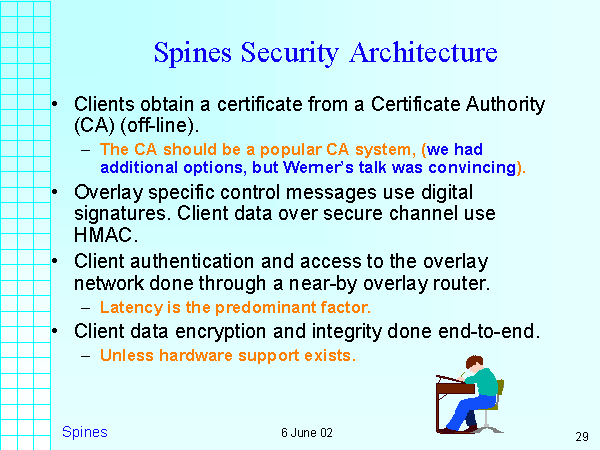 Spines Security Architecture
• Clients obtain a certificate from a Certificate Authority
(CA) (off-line).
– The CA should be a popular CA system, (we had
additional options, but Werner's talk was convincing).
• Overlay specific control messages use digital
signatures. Client data over secure channel use
HMAC.
• Client authentication and access to the overlay
network done through a near-by overlay router.
– Latency is the predominant factor.
• Client data encryption and integrity done end-to-end.
– Unless hardware support exists.
Spines
6 June 02
29